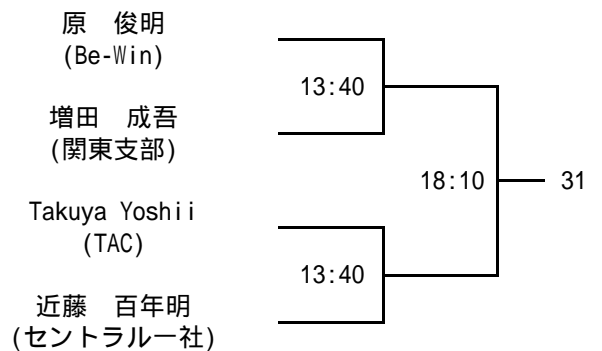 原　俊明
(Be-Win)
13:40
増田　成吾
(関東支部)
18:10
31
Takuya Yoshii
(TAC)
13:40
近藤　百年明
(セントラル一社)